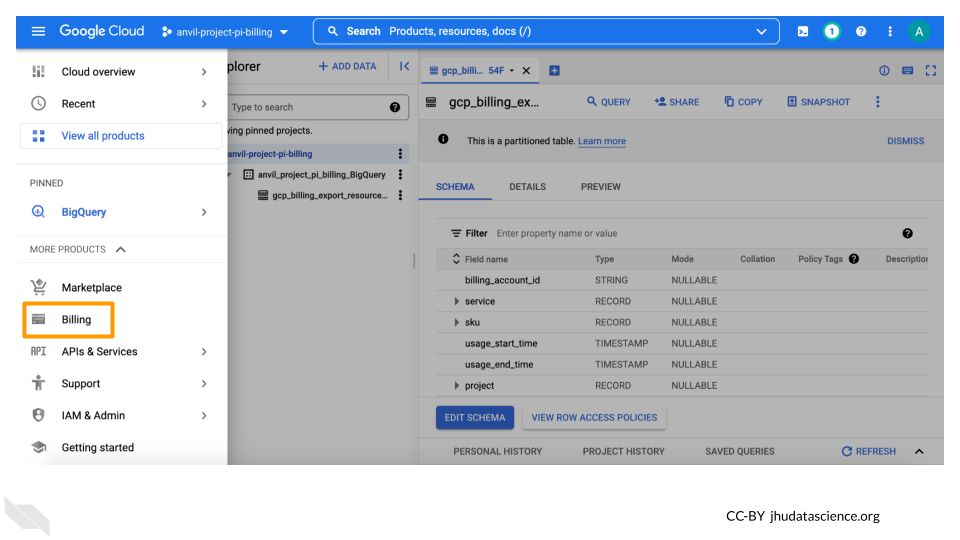 Google Cloud anvil-project-pi-billing Search Products, resources, docs (/) 1 ? A
Cloud overview
Recent
View all products
PINNED
BigQuery
MORE PRODUCTS
Marketplace
Billing
API APIs & Services
Support
IAM & Admin
Getting started
plorer + ADD DATA
Type to search ?
ving pinned projects.
anvil-project-pi-billing
anvil_project_pi_billing_BigQuery
gcp_billing_export_resource...
gcp_billi... 54F
gcp_billing_ex... QUERY SHARE COPY SNAPSHOT
This is a partitioned table. Learn more DISMISS
SCHEMA DETAILS PREVIEW
Filter Enter property name or value ?
Field name Type Mode Collation Policy Tags ? Description
billing_account_id STRING NULLABLE
service RECORD NULLABLE
sku RECORD NULLABLE
usage_start_time TIMESTAMP NULLABLE
usage_end_time TIMESTAMP NULLABLE
project RECORD NULLABLE
EDIT SCHEMA VIEW ROW ACCESS POLICIES
PERSONAL HISTORY PROJECT HISTORY SAVED QUERIES REFRESH
CC-BY jhudatascience.org